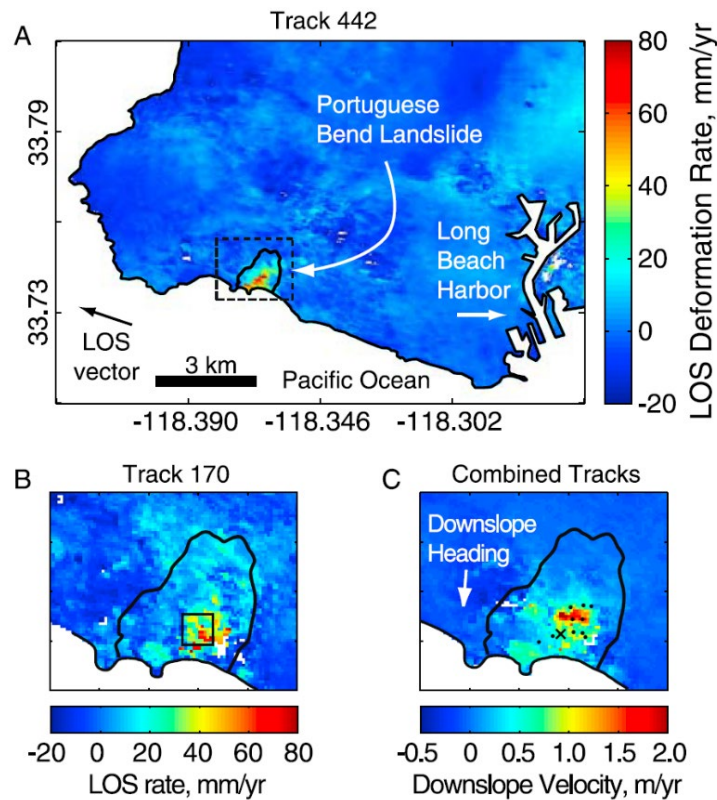 Track 442
A
Portuguese
Bend Landslide
Long
Beach
Harbor
LOS
vector
3 km
Pacific Ocean
33.79
33.73
-118.390 -118.346 -118.302
80
60
40
20
0
-20
LOS Deformation Rate, mm/yr
B Track 170
-20 0 20 40 60 80
LOS rate, mm/yr
C Combined Tracks
Downslope
Heading
-0.5 0.5 1.0 2.0
Downslope Velocity, m/yr